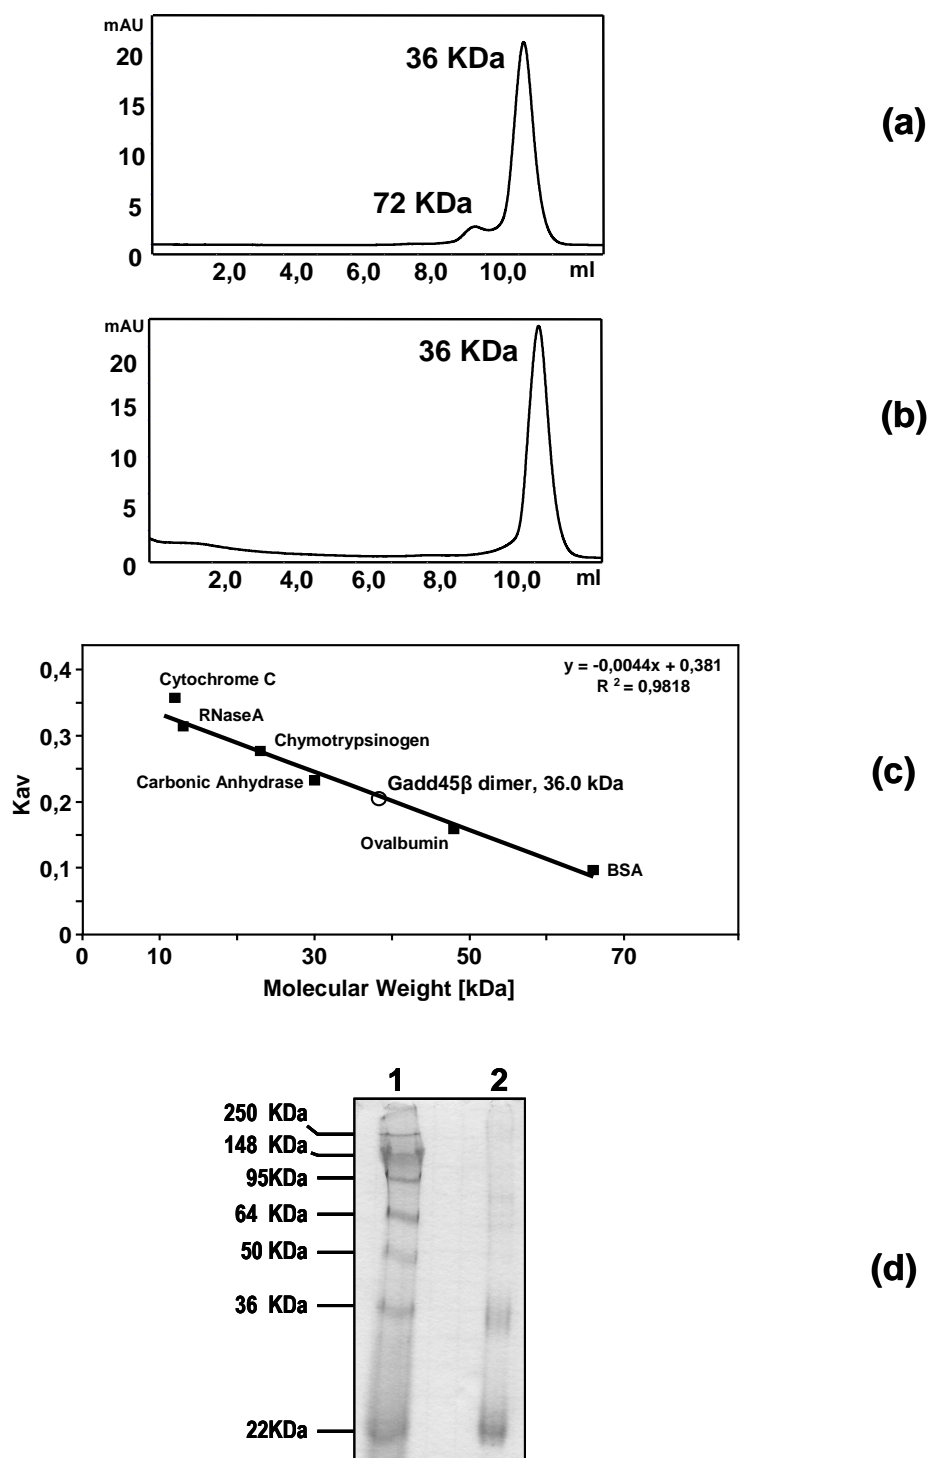 mAU
20
36 KDa
15
(a)
10
72 KDa
5
0
2,0 4,0 6,0 8,0 10,0 ml
mAU
20
36 KDa
15
(b)
10
5
0
2,0 4,0 6,0 8,0 10,0 ml
y = -0,0044x + 0,381
R 2 = 0,9818
0,4
Cytochrome C
RNaseA
0,3
Chymotrypsinogen
Carbonic Anhydrase
Gadd45β dimer, 36.0 kDa
(c)
Kav
0,2
Ovalbumin
0,1
BSA
0
0 10 30 50 70
Molecular Weight [kDa]
1 2
250 KDa
148 KDa
95KDa
64 KDa
50 KDa
(d)
36 KDa
22KDa